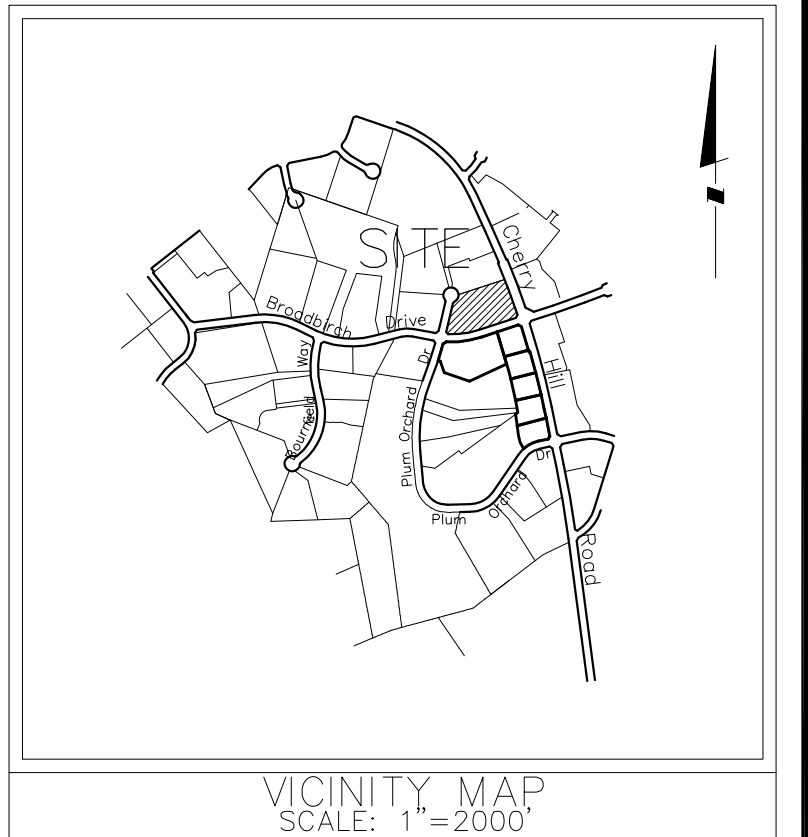 SITE
Cherry
Hill
Road
Broadbirch
Drive
Way
Bournfield
Dr
Plum Orchard
Plum
Orchard
Dr
VICINITY MAP
SCALE: 1"=2000'